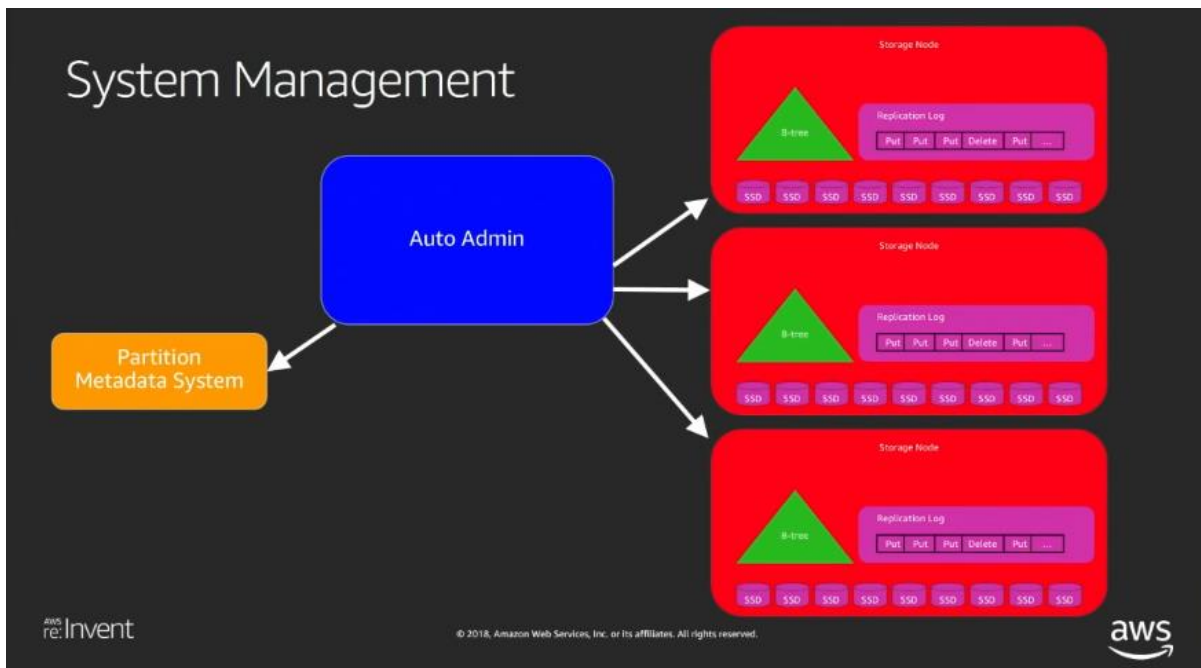 System Management
Auto Admin
Partition
Metadata System
Storage Node
B-tree
Replication Log
Put Put Put Delete Put ...
SSD SSD SSD SSD SSD SSD SSD SSD SSD
Storage Node
B-tree
Replication Log
Put Put Put Delete Put ...
SSD SSD SSD SSD SSD SSD SSD SSD SSD
Storage Node
B-tree
Replication Log
Put Put Put Delete Put ...
SSD SSD SSD SSD SSD SSD SSD SSD SSD
AWS
re:Invent
© 2018, Amazon Web Services, Inc. or its affiliates. All rights reserved.
aws